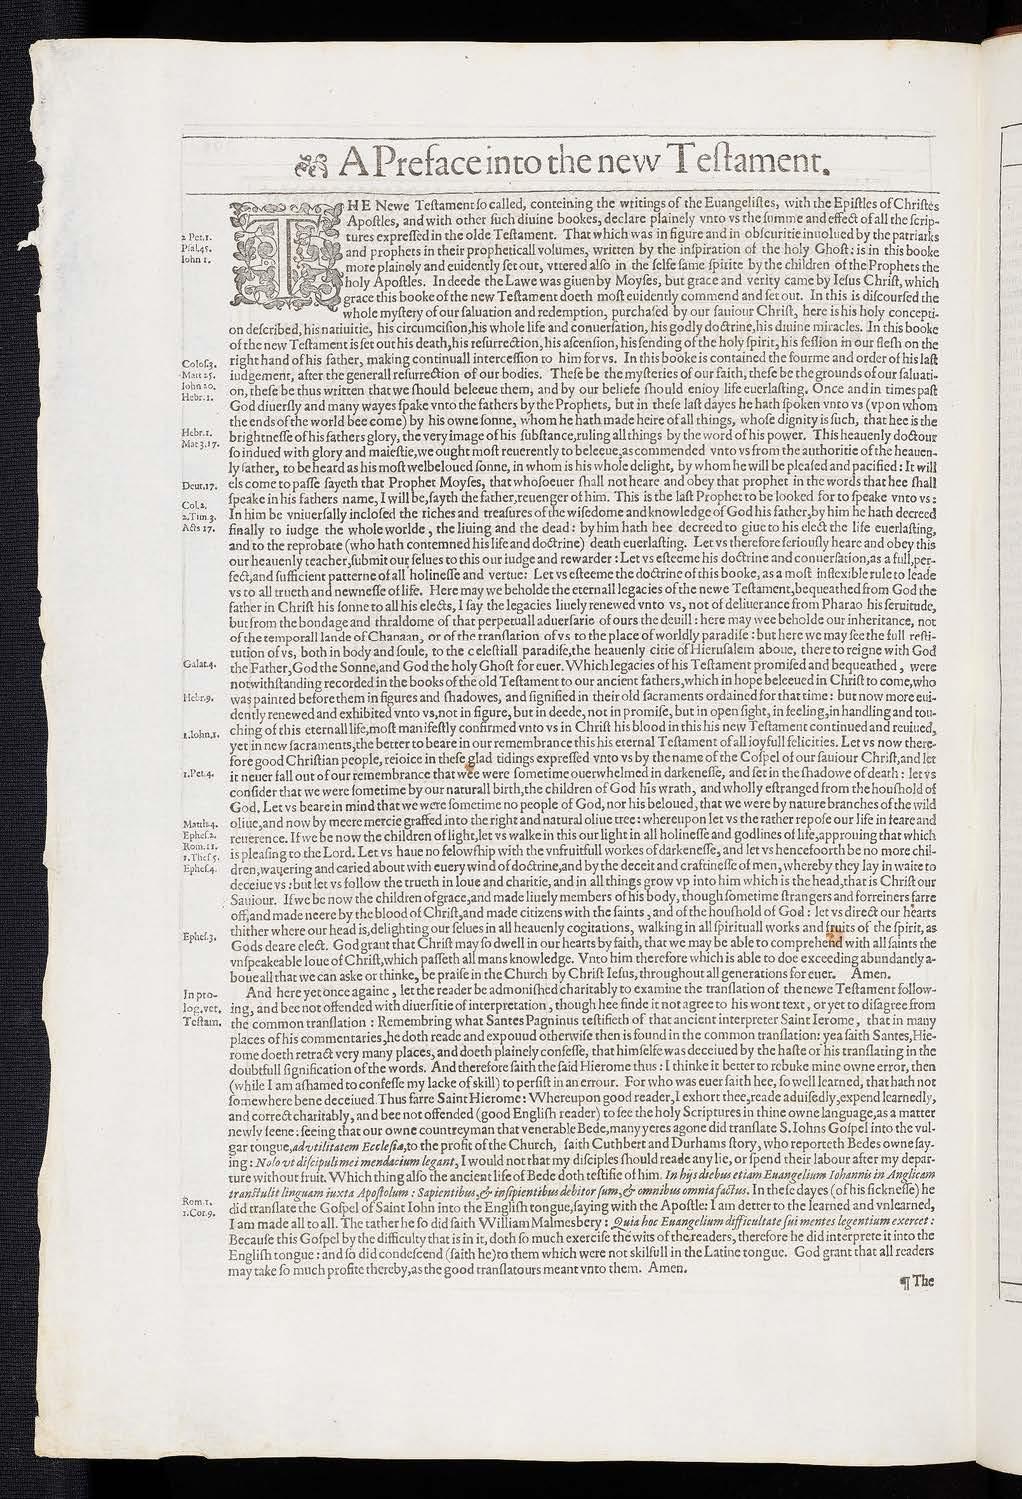 A Preface into the new Testament.
THE Newe Testament so called, conteining the writings of the Euangelistes, with the Epistles of Christes
Apostles, and with other such diuine bookes, declare plainely vnto vs the summe and effect of all the scrip-
2 Pet.1.
tures expressed in the olde Testament. That which was in figure and in obscuritie inuolued by the patriarks
Psal.45.
and prophets in their propheticall volumes, written by the inspiration of the holy Ghost: is in this booke
Iohn 1.
more plainely and euidently set out, vttered also in the selfe same spirite by the children of the Prophets the
holy Apostles. In deede the Lawe was giuen by Moyses, but grace and verity came by Iesus Christ, which
grace this booke of the new Testament doeth most euidently commend and set out. In this is discoursed the
whole mystery of our saluation and redemption, purchased by our sauiour Christ, here is his holy concepti-
on described, his natiuitie, his circumcision, his whole life and conuersation, his godly doctrine, his diuine miracles. In this booke
of the new Testament is set out his death, his resurrection, his ascension, his sending of the holy spirit, his session in our flesh on the
Colos.3.
right hand of his father, making continuall intercession to him for vs. In this booke is contained the fourme and order of his last
Matt 25.
iudgement, after the generall resurrection of our bodies. These be the mysteries of our faith, these be the grounds of our saluati-
Iohn 20.
on, these be thus written that we should beleeue them, and by our beliefe should enioy life euerlasting. Once and in times past
Hebr.1.
God diuersly and many wayes spake vnto the fathers by the Prophets, but in these last dayes he hath spoken vnto vs (vpon whom
the ends of the world bee come) by his owne sonne, whom he hath made heire of all things, whose dignity is such, that hee is the
Hebr.1.
brightnesse of his fathers glory, the very image of his substance, ruling all things by the word of his power. This heauenly doctour
Mat 3.17.
so indued with glory and maiestie, we ought most reuerently to beleeue, as commended vnto vs from the authoritie of the heauen-
ly father, to be heard as his most welbeloued sonne, in whom is his whole delight, by whom he will be pleased and pacified: It will
Deut.17.
els come to passe sayeth that Prophet Moyses, that whosoeuer shall not heare and obey that prophet in the words that hee shall
speake in his fathers name, I will be, sayth the father, reuenger of him. This is the last Prophet to be looked for to speake vnto vs:
Col.2.
In him be vniuersally inclosed the riches and treasures of the wisedome and knowledge of God his father, by him he hath decreed
2.Tim.3.
Acts 17.
finally to iudge the whole worlde, the liuing and the dead: by him hath hee decreed to giue to his elect the life euerlasting,
and to the reprobate (who hath contemned his life and doctrine) death euerlasting. Let vs therefore seriously heare and obey this
our heauenly teacher, submit our selues to this our iudge and rewarder: Let vs esteeme his doctrine and conuersation, as a full, per-
fect, and sufficient patterne of all holinesse and vertue: Let vs esteeme the doctrine of this booke, as a most inflexible rule to leade
vs to all trueth and newnesse of life. Here may we beholde the eternall legacies of the newe Testament, bequeathed from God the
father in Christ his sonne to all his elects, I say the legacies liuely renewed vnto vs, not of deliuerance from Pharao his seruitude,
but from the bondage and thraldome of that perpetuall aduersarie of ours the deuill: here may wee beholde our inheritance, not
of the temporall lande of Chanaan, or of the translation of vs to the place of worldly paradise: but here we may see the full resti-
tution of vs, both in body and soule, to the celestiall paradise, the heauenly citie of Hierusalem aboue, there to reigne with God
Galat.4.
the Father, God the Sonne, and God the holy Ghost for euer. Which legacies of his Testament promised and bequeathed, were
notwithstanding recorded in the books of the old Testament to our ancient fathers, which in hope beleeued in Christ to come, who
Hebr.9.
was painted before them in figures and shadowes, and signified in their old sacraments ordained for that time: but now more eui-
dently renewed and exhibited vnto vs, not in figure, but in deede, not in promise, but in open sight, in feeling, in handling and tou-
1.Iohn,1.
ching of this eternall life, most manifestly confirmed vnto vs in Christ his blood in this his new Testament continued and reuiued,
yet in new sacraments, the better to beare in our remembrance this his eternal Testament of all ioyfull felicities. Let vs now there-
fore good Christian people, reioice in these glad tidings expressed vnto vs by the name of the Gospel of our sauiour Christ, and let
1.Pet.4.
it neuer fall out of our remembrance that wee were sometime ouerwhelmed in darkenesse, and set in the shadowe of death: let vs
consider that we were sometime by our naturall birth, the children of God his wrath, and wholly estranged from the houshold of
God. Let vs beare in mind that we were sometime no people of God, nor his beloued, that we were by nature branches of the wild
Matth.4.
oliue, and now by meere mercie graffed into the right and natural oliue tree: whereupon let vs the rather repose our life in feare and
Ephes.2.
reuerence. If we be now the children of light, let vs walke in this our light in all holinesse and godlines of life, approuing that which
Rom.11.
1.Thes 5.
is pleasing to the Lord. Let vs haue no felowship with the vnfruitfull workes of darkenesse, and let vs hencefoorth be no more chil-
Ephes.4.
dren, wauering and caried about with euery wind of doctrine, and by the deceit and craftinesse of men, whereby they lay in waite to
deceiue vs: but let vs follow the trueth in loue and charitie, and in all things grow vp into him which is the head, that is Christ our
Sauiour. If we be now the children of grace, and made liuely members of his body, though sometime strangers and forreiners farre
off, and made neere by the blood of Christ, and made citizens with the saints, and of the houshold of God: let vs direct our hearts
thither where our head is, delighting our selues in all heauenly cogitations, walking in all spirituall works and fruits of the spirit, as
Ephes.3.
Gods deare elect. God grant that Christ may so dwell in our hearts by faith, that we may be able to comprehend with all saints the
vnspeakeable loue of Christ, which passeth all mans knowledge. Vnto him therefore which is able to doe exceeding abundantly a-
boue all that we can aske or thinke, be praise in the Church by Christ Iesus, throughout all generations for euer. Amen.
In pro-
And here yet once againe, let the reader be admonished charitably to examine the translation of the newe Testament follow-
log.vet.
ing, and bee not offended with diuersitie of interpretation, though hee finde it not agree to his wont text, or yet to disagree from
Testam.
the common translation: Remembring what Santes Pagninus testifieth of that ancient interpreter Saint Ierome, that in many
places of his commentaries, he doth reade and expound otherwise then is found in the common translation: yea saith Santes, Hie-
rome doeth retract very many places, and doeth plainely confesse, that himselfe was deceiued by the haste or his translating in the
doubtfull signification of the words. And therefore saith the said Hierome thus: I thinke it better to rebuke mine owne error, then
(while I am ashamed to confesse my lacke of skill) to persist in an errour. For who was euer saith hee, so well learned, that hath not
somewhere bene deceiued. Thus farre Saint Hierome: Whereupon good reader, I exhort thee, reade aduisedly, expend learnedly,
and correct charitably, and bee not offended (good English reader) to see the holy Scriptures in thine owne language, as a matter
newly seene: seeing that our owne countreyman that venerable Bede, many yeres agone did translate S. Iohns Gospel into the vul-
gar tongue, ad vtilitatem Ecclesiæ, to the profit of the Church, saith Cuthbert and Durhams story, who reporteth Bedes owne say-
ing: Nolo vt discipuli mei mendacium legant, I would not that my disciples should reade any lie, or spend their labour after my depar-
ture without fruit. Which thing also the ancient life of Bede doth testifie of him. In hijs diebus etiam Euangelium Iohannis in Anglicam
translulit linguam iuxta Apostolum: Sapientibus, & insipientibus debitor sum, & omnibus omnia factus. In these dayes (of his sicknesse) he
Rom.1.
did translate the Gospel of Saint Iohn into the English tongue, saying with the Apostle: I am detter to the learned and vnlearned,
1.Cor.9.
I am made all to all. The rather he so did saith William Malmesbery: Quia hoc Euangelium difficultate sui mentes legentium exercet:
Because this Gospel by the difficulty that is in it, doth so much exercise the wits of the readers, therefore he did interprete it into the
English tongue: and so did condescend (saith he) to them which were not skilfull in the Latine tongue. God grant that all readers
may take so much profite thereby, as the good translatours meant vnto them. Amen.
¶ The